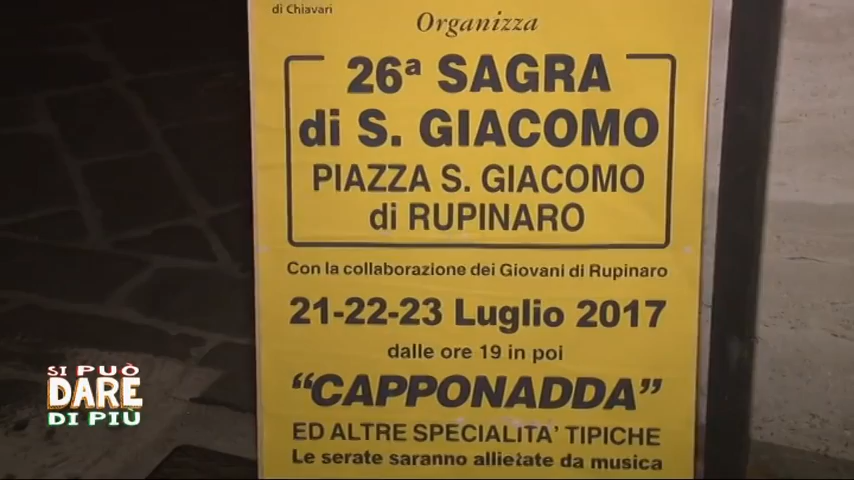 di Chiavari
Organizza
26ª SAGRA
di S. GIACOMO
PIAZZA S. GIACOMO
di RUPINARO
Con la collaborazione dei Giovani di Rupinaro
21-22-23 Luglio 2017
dalle ore 19 in poi
“CAPPONADDA”
ED ALTRE SPECIALITA' TIPICHE
Le serate saranno allietate da musica
SI PUÒ
DARE
DI PIÙ